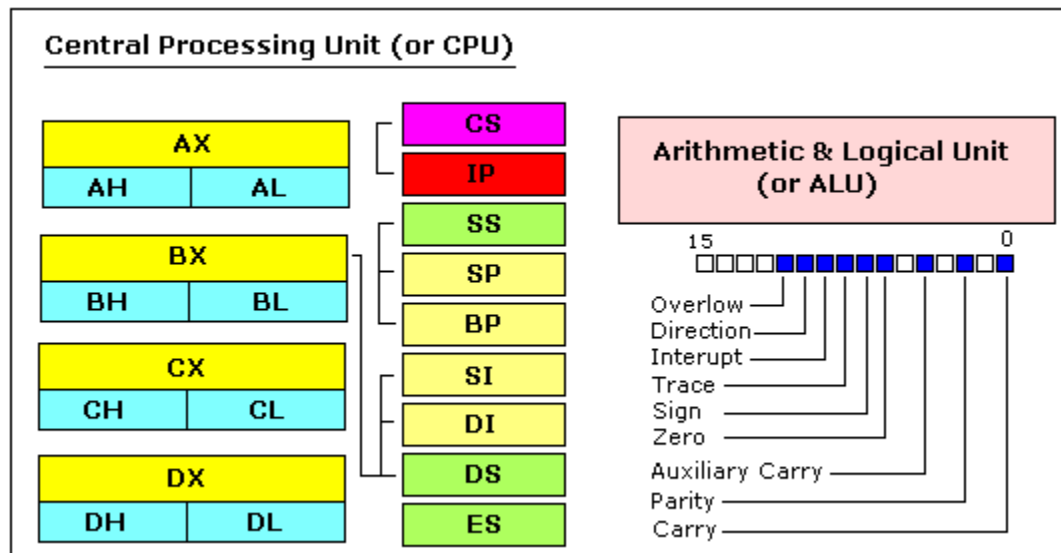 Central Processing Unit (or CPU)
AX
AH AL
BX
BH BL
CX
CH CL
DX
DH DL
CS
IP
SS
SP
BP
SI
DI
DS
ES
Arithmetic & Logical Unit
(or ALU)
15 0
Overlow
Direction
Interupt
Trace
Sign
Zero
Auxiliary Carry
Parity
Carry